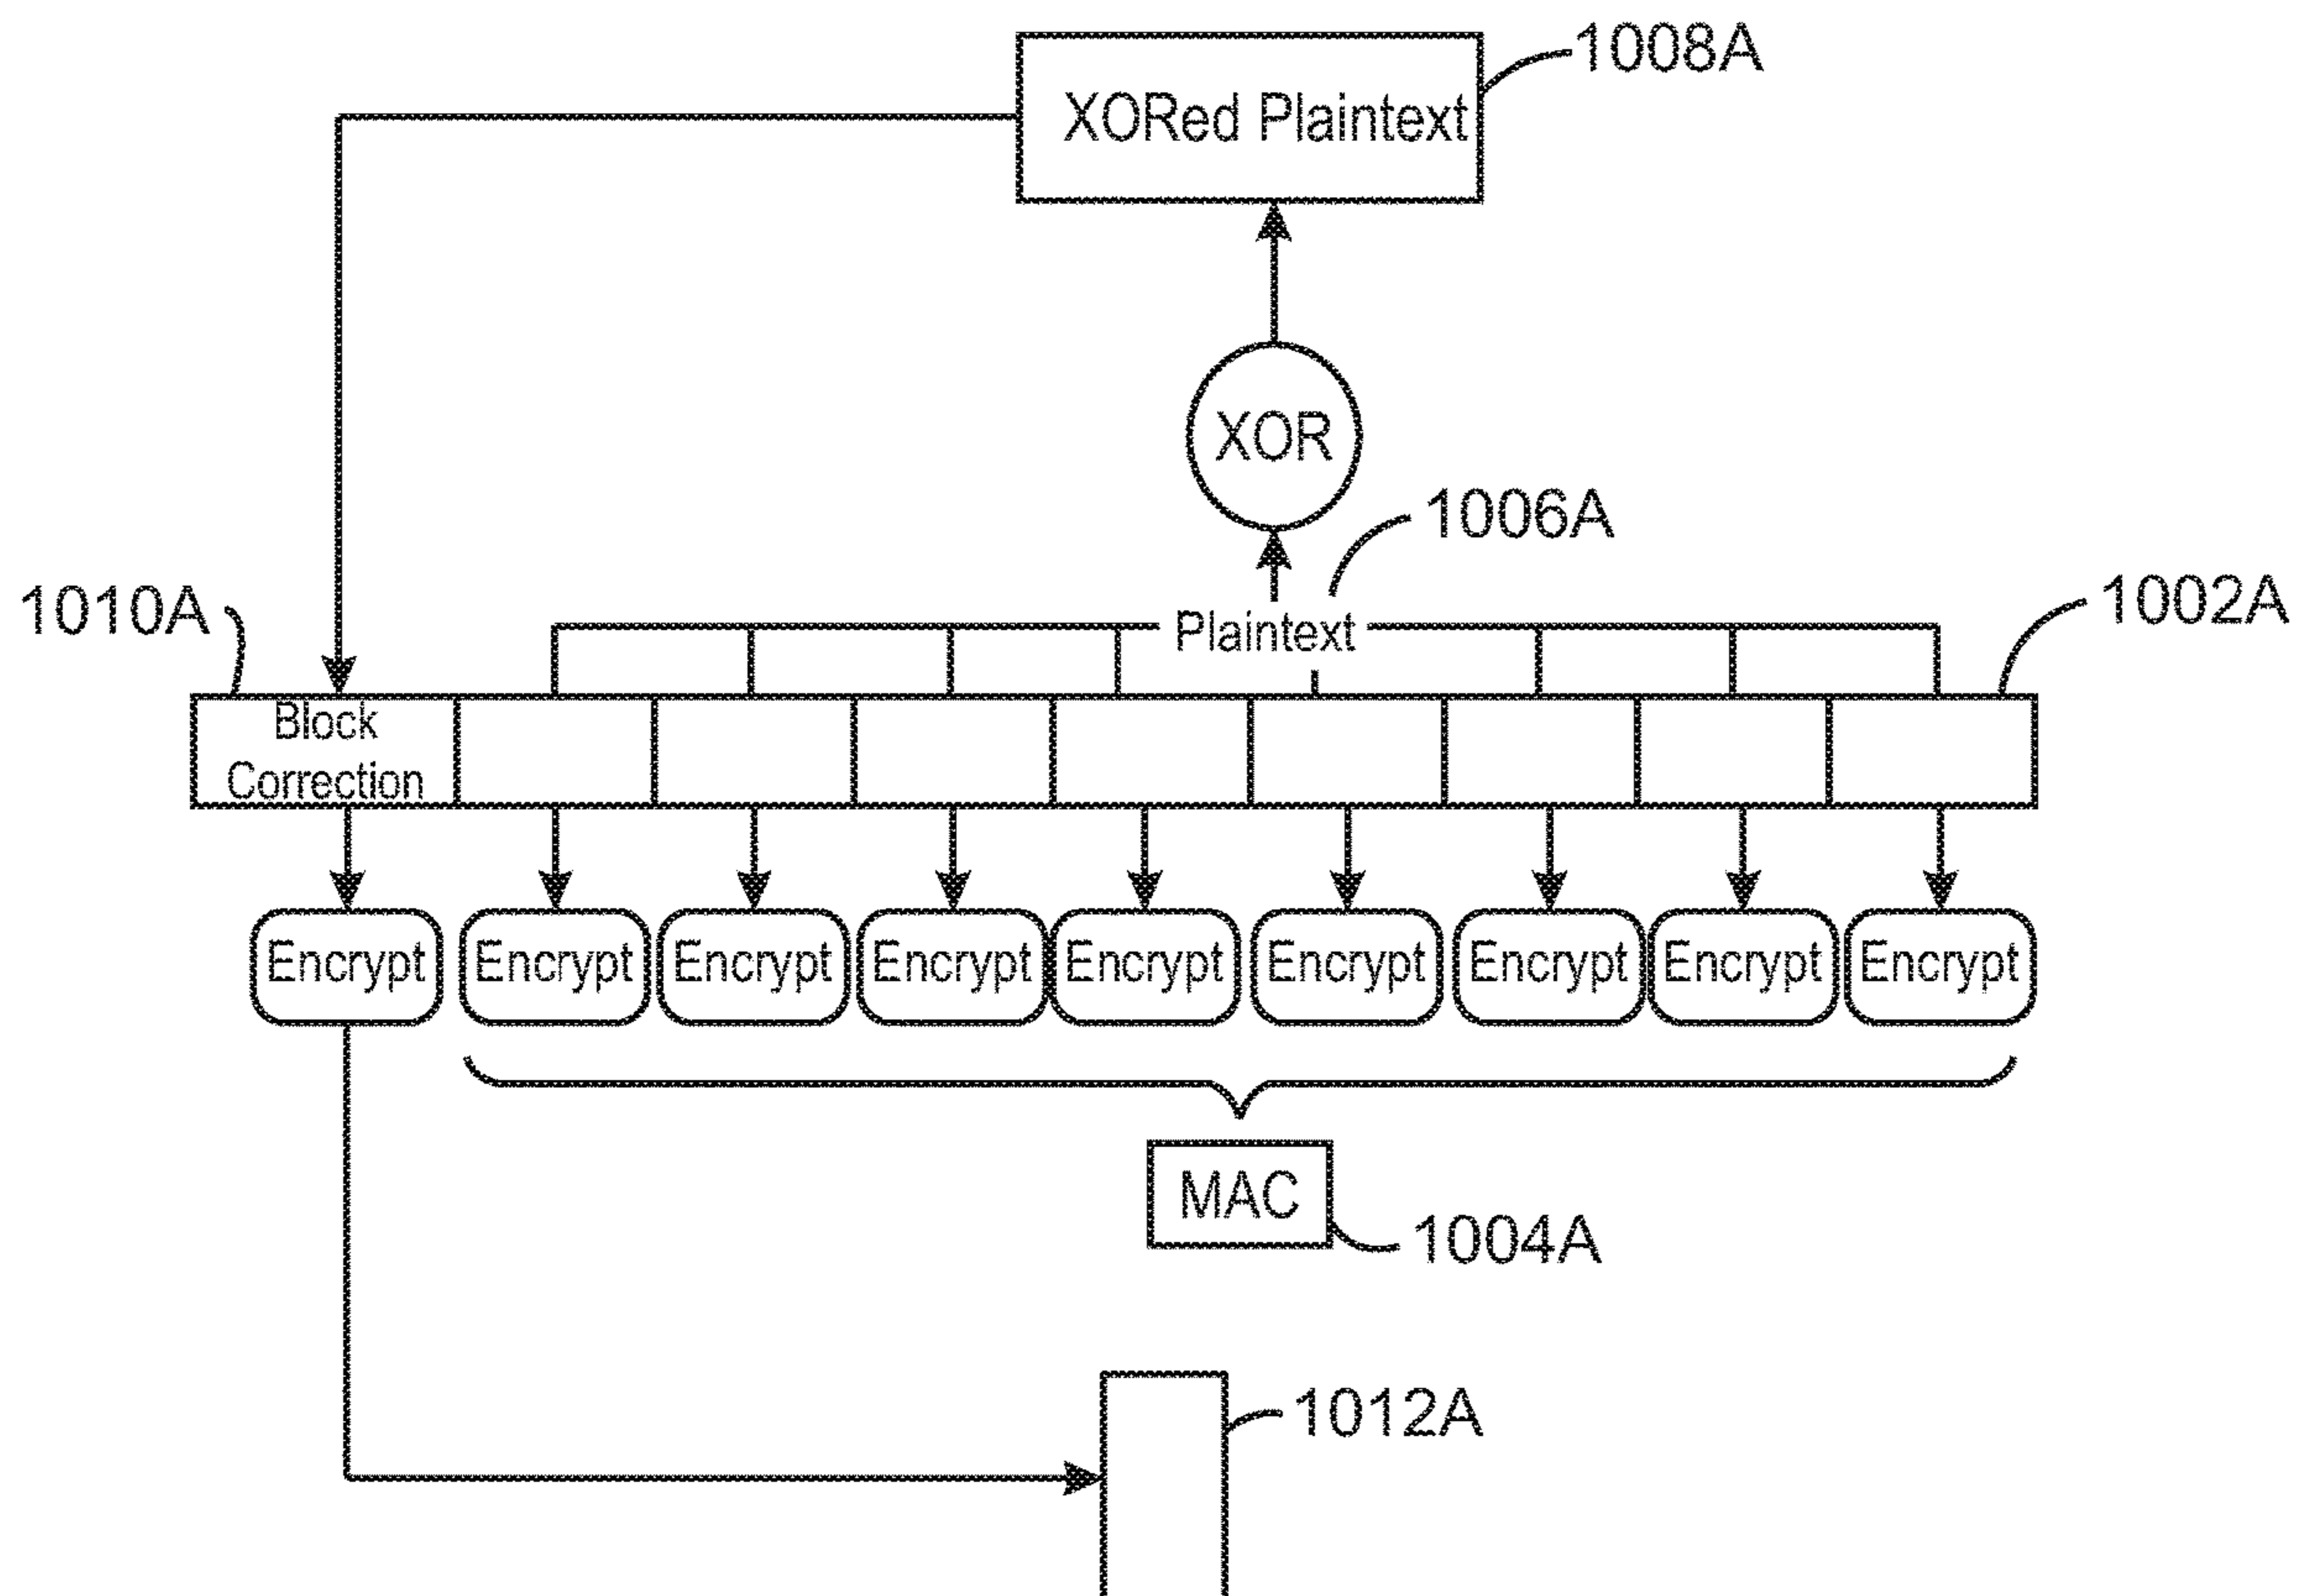 1008A
XORed Plaintext
XOR
1006A
1010A
1002A
Plaintext
Block
Correction
Encrypt Encrypt Encrypt Encrypt Encrypt Encrypt Encrypt Encrypt Encrypt
MAC
1004A
1012A